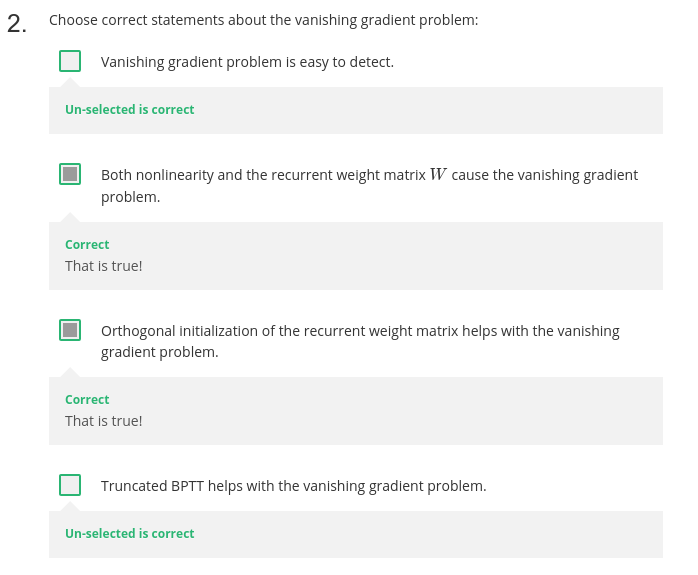 2. Choose correct statements about the vanishing gradient problem:
Vanishing gradient problem is easy to detect.
Un-selected is correct
Both nonlinearity and the recurrent weight matrix W cause the vanishing gradient
problem.
Correct
That is true!
Orthogonal initialization of the recurrent weight matrix helps with the vanishing
gradient problem.
Correct
That is true!
Truncated BPTT helps with the vanishing gradient problem.
Un-selected is correct